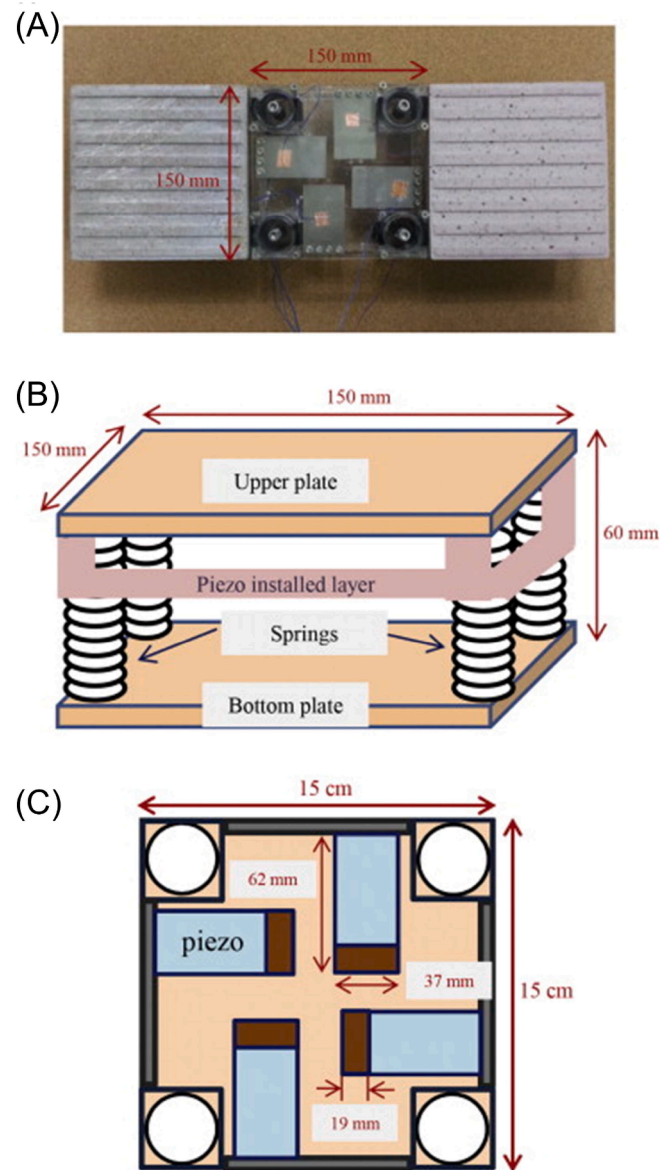 (A)
150 mm
150 mm
(B)
150 mm
150 mm
Upper plate
60 mm
Piezo installed layer
Springs
Bottom plate
(C)
15 cm
62 mm
piezo
37 mm
15 cm
19 mm